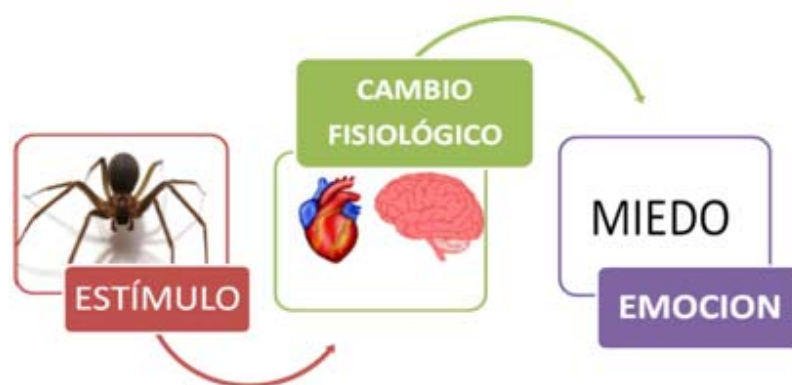 ESTÍMULO
CAMBIO
FISIOLÓGICO
MIEDO
EMOCION